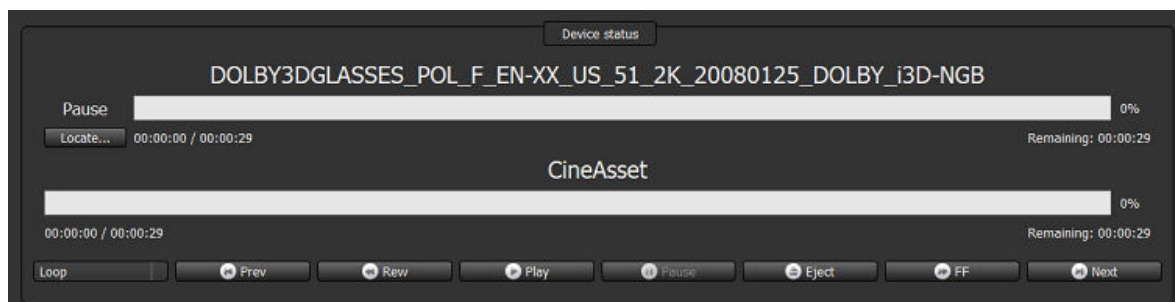 Device status
DOLBY3DGLASSES_POL_F_EN-XX_US_51_2K_20080125_DOLBY_i3D-NGB
Pause 0%
Locate... 00:00:00 / 00:00:29 Remaining: 00:00:29
CineAsset
0%
00:00:00 / 00:00:29 Remaining: 00:00:29
Loop Prev Rew Play Pause Eject FF Next